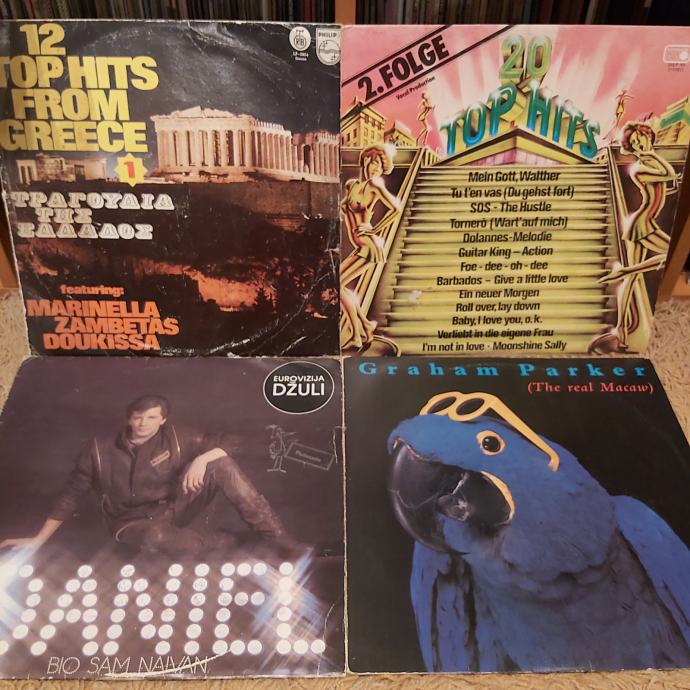 12
TOP HITS
FROM
GREECE
1
ΤΡΑΓΟΥΔΙΑ
ΤΗΣ
ΕΛΛΑΔΟΣ
featuring:
MARINELLA
ZAMBETAS
DOUKISSA
RTB
PHILIPS
2. FOLGE
Vocal Production
20
TOP HITS
Mein Gott, Walther
Tu t'en vas (Du gehst fort)
SOS - The Hustle
Tornerò (Wart' auf mich)
Dolannes-Melodie
Guitar King - Action
Foe - dee - oh - dee
Barbados - Give a little love
Ein neuer Morgen
Roll over, lay down
Baby, I love you, o.k.
Verliebt in die eigene Frau
I'm not in love · Moonshine Sally
EUROVIZIJA
DŽULI
DANIEL
BIO SAM NAIVAN
Graham Parker
(The real Macaw)